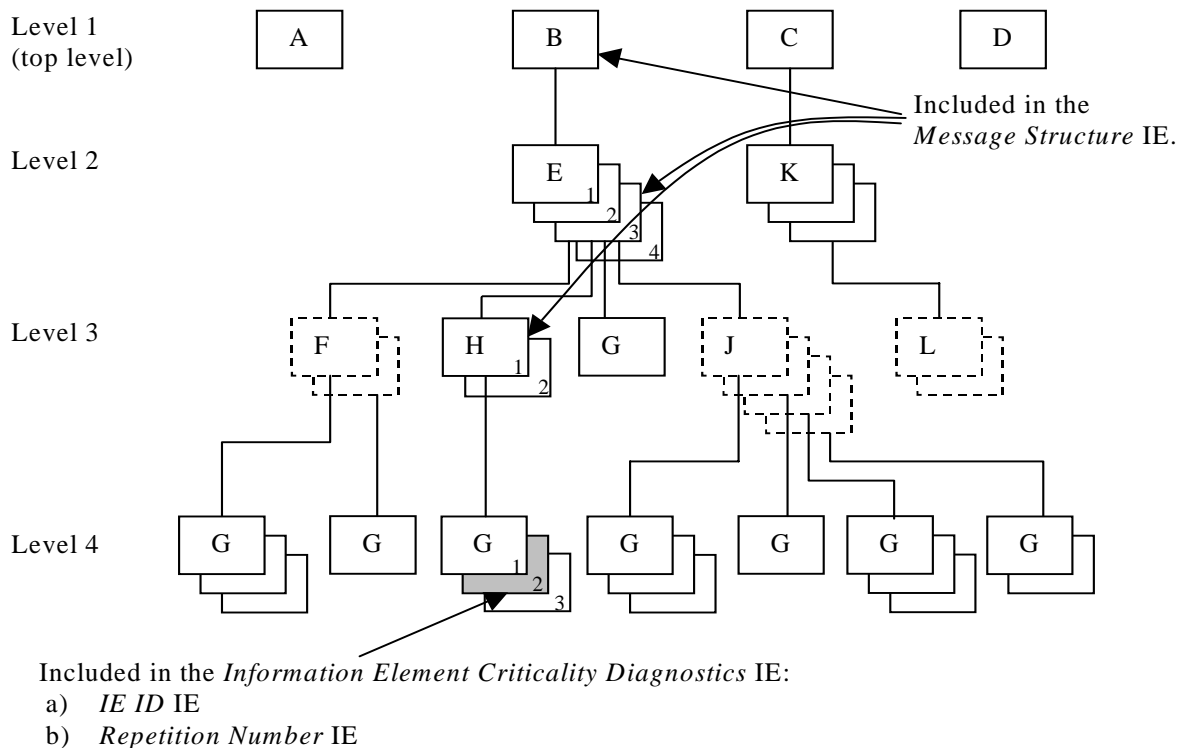 Level 1
(top level)
A
B
C
D
Included in the
Message Structure IE.
Level 2
E
1
2
3
4
K
Level 3
F
H
1
2
G
J
L
Level 4
G
G
G
1
2
3
G
G
G
G
Included in the Information Element Criticality Diagnostics IE:
a) IE ID IE
b) Repetition Number IE